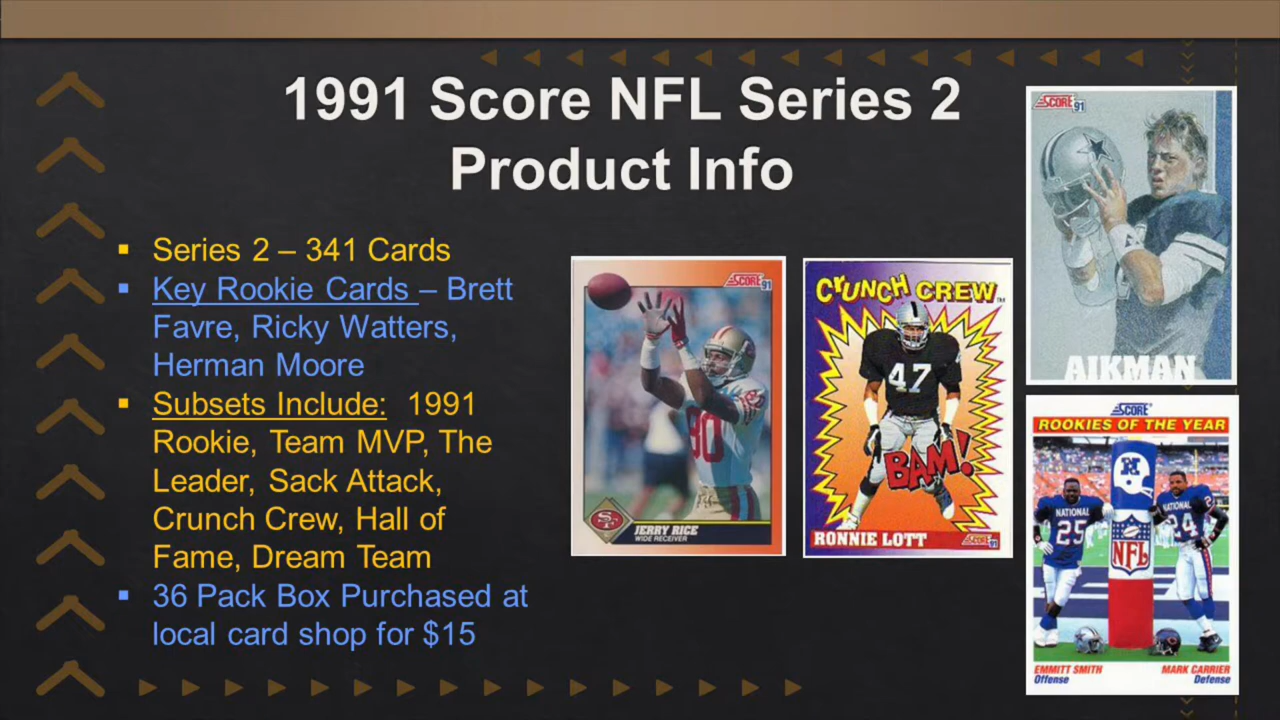 1991 Score NFL Series 2
Product Info
Series 2 – 341 Cards
Key Rookie Cards – Brett
Favre, Ricky Watters,
Herman Moore
Subsets Include: 1991
Rookie, Team MVP, The
Leader, Sack Attack,
Crunch Crew, Hall of
Fame, Dream Team
36 Pack Box Purchased at
local card shop for $15
SCORE 91
80
SF
JERRY RICE
WIDE RECEIVER
CrUNCH CREW™
47
BAM!
RONNIE LOTT
SCORE 91
SCORE 91
AIKMAN
SCORE
ROOKIES OF THE YEAR
N
NATIONAL
25
NATIONAL
24
NFL
EMMITT SMITH
Offense
MARK CARRIER
Defense